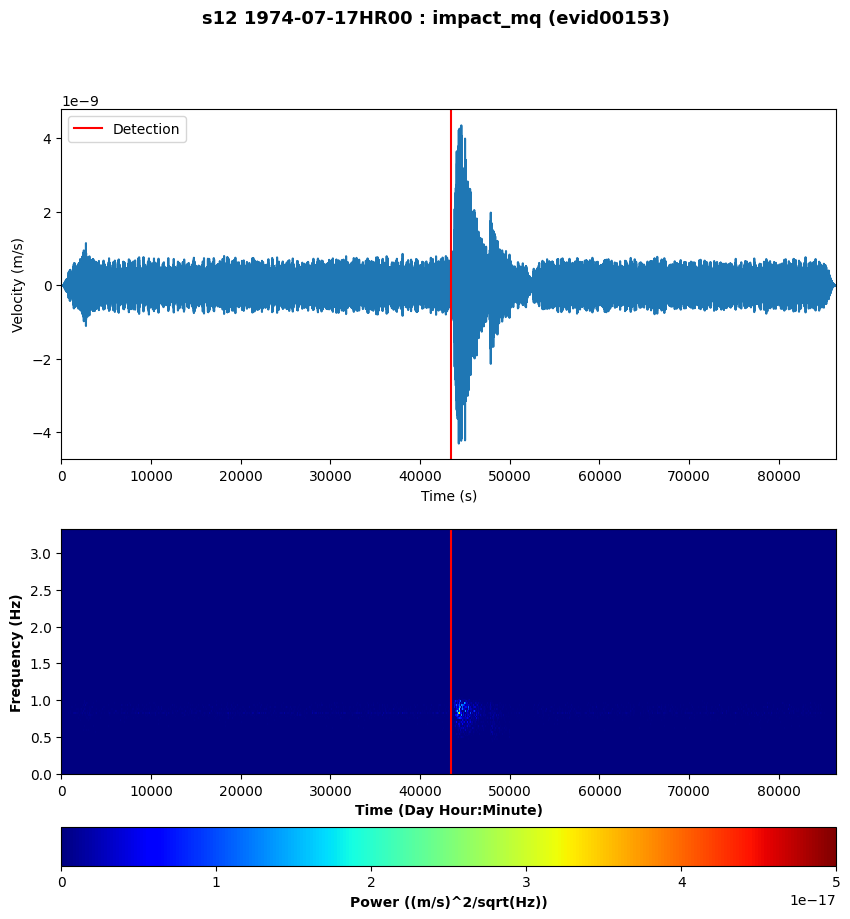 s12 1974-07-17HR00 : impact_mq (evid00153)
1e−9
Detection
4
2
0
−2
−4
Velocity (m/s)
0 10000 20000 30000 40000 50000 60000 70000 80000
Time (s)
3.0
2.5
2.0
1.5
1.0
0.5
0.0
Frequency (Hz)
0 10000 20000 30000 40000 50000 60000 70000 80000
Time (Day Hour:Minute)
0 1 2 3 4 5
1e−17
Power ((m/s)^2/sqrt(Hz))